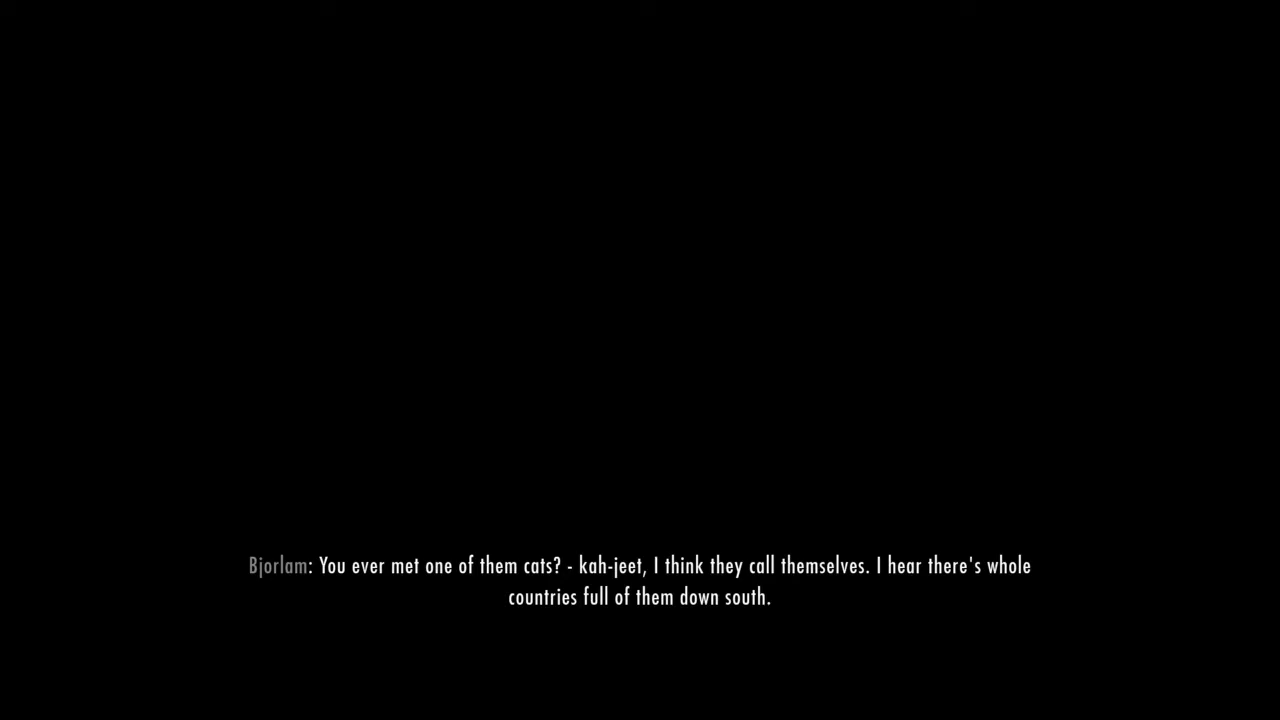 Bjorlam: You ever met one of them cats? - kah-jeet, I think they call themselves. I hear there's whole
countries full of them down south.